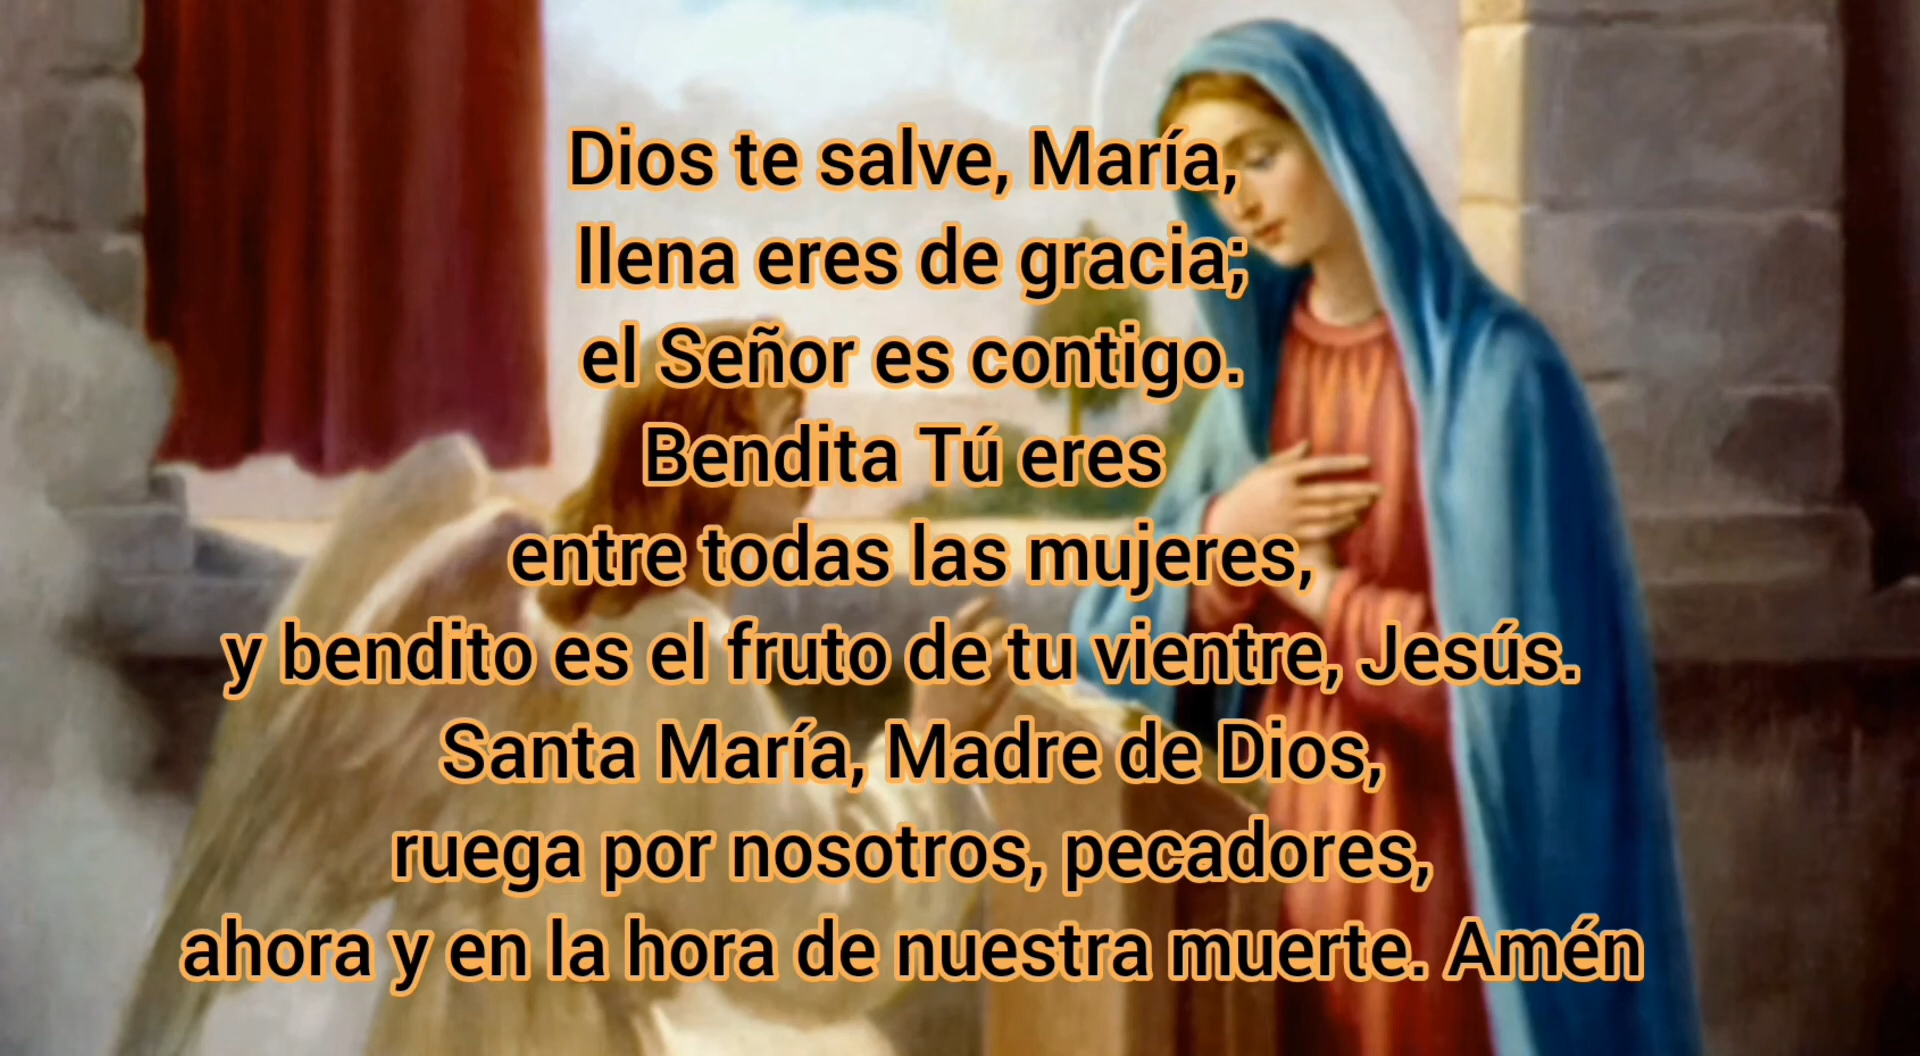 Dios te salve, María,
llena eres de gracia;
el Señor es contigo.
Bendita Tú eres
entre todas las mujeres,
y bendito es el fruto de tu vientre, Jesús.
Santa María, Madre de Dios,
ruega por nosotros, pecadores,
ahora y en la hora de nuestra muerte. Amén